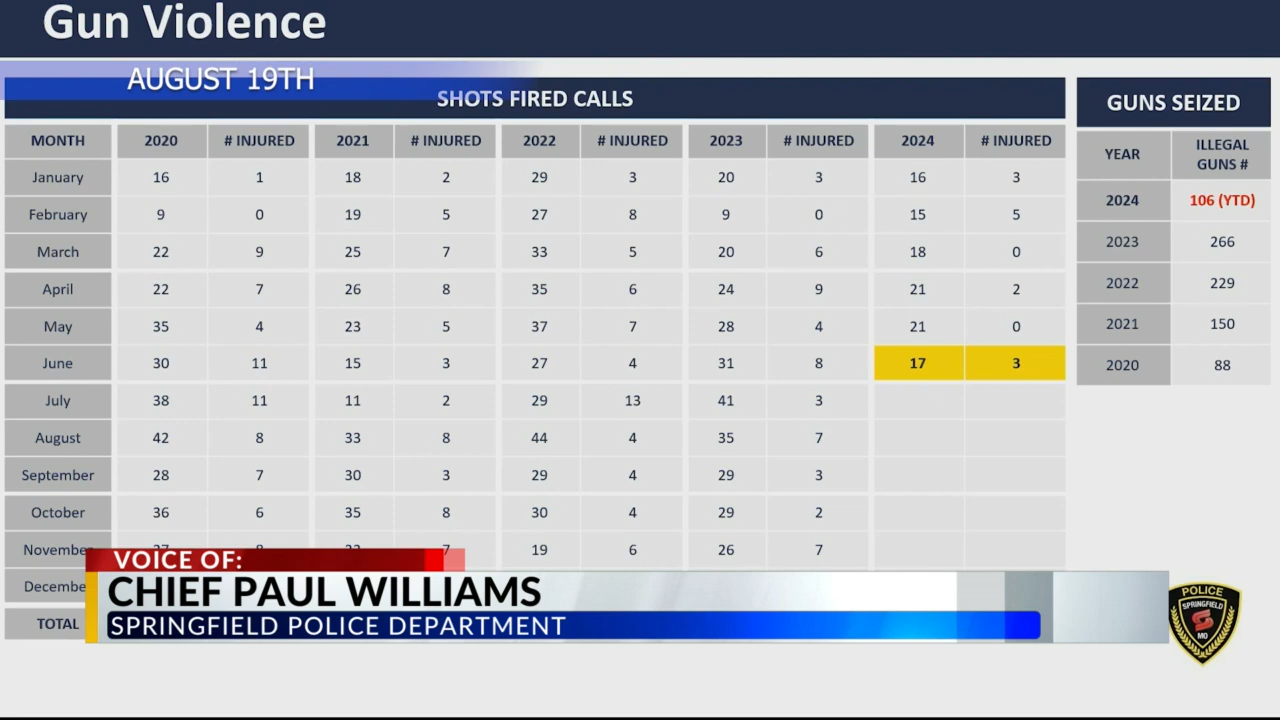 Gun Violence
AUGUST 19TH
SHOTS FIRED CALLS
MONTH 2020 # INJURED 2021 # INJURED 2022 # INJURED 2023 # INJURED 2024 # INJURED
January 16 1 18 2 29 3 20 3 16 3
February 9 0 19 5 27 8 9 0 15 5
March 22 9 25 7 33 5 20 6 18 0
April 22 7 26 8 35 6 24 9 21 2
May 35 4 23 5 37 7 28 4 21 0
June 30 11 15 3 27 4 31 8 17 3
July 38 11 11 2 29 13 41 3
August 42 8 33 8 44 4 35 7
September 28 7 30 3 29 4 29 3
October 36 6 35 8 30 4 29 2
November 7 19 6 26 7
December
TOTAL
GUNS SEIZED
YEAR ILLEGAL GUNS #
2024 106 (YTD)
2023 266
2022 229
2021 150
2020 88
VOICE OF:
CHIEF PAUL WILLIAMS
SPRINGFIELD POLICE DEPARTMENT
POLICE
SPRINGFIELD
MO